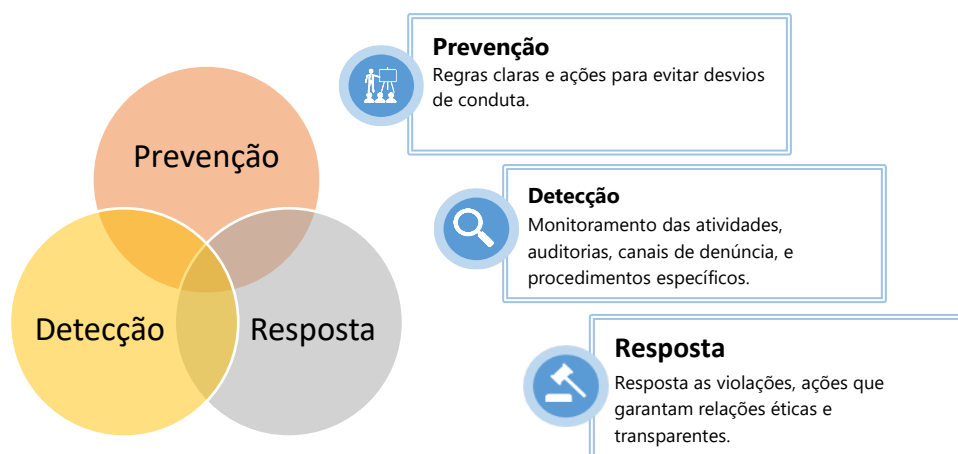 Prevenção
Detecção
Resposta
Prevenção
Regras claras e ações para evitar desvios
de conduta.
Detecção
Monitoramento das atividades,
auditorias, canais de denúncia, e
procedimentos específicos.
Resposta
Resposta as violações, ações que
garantam relações éticas e
transparentes.